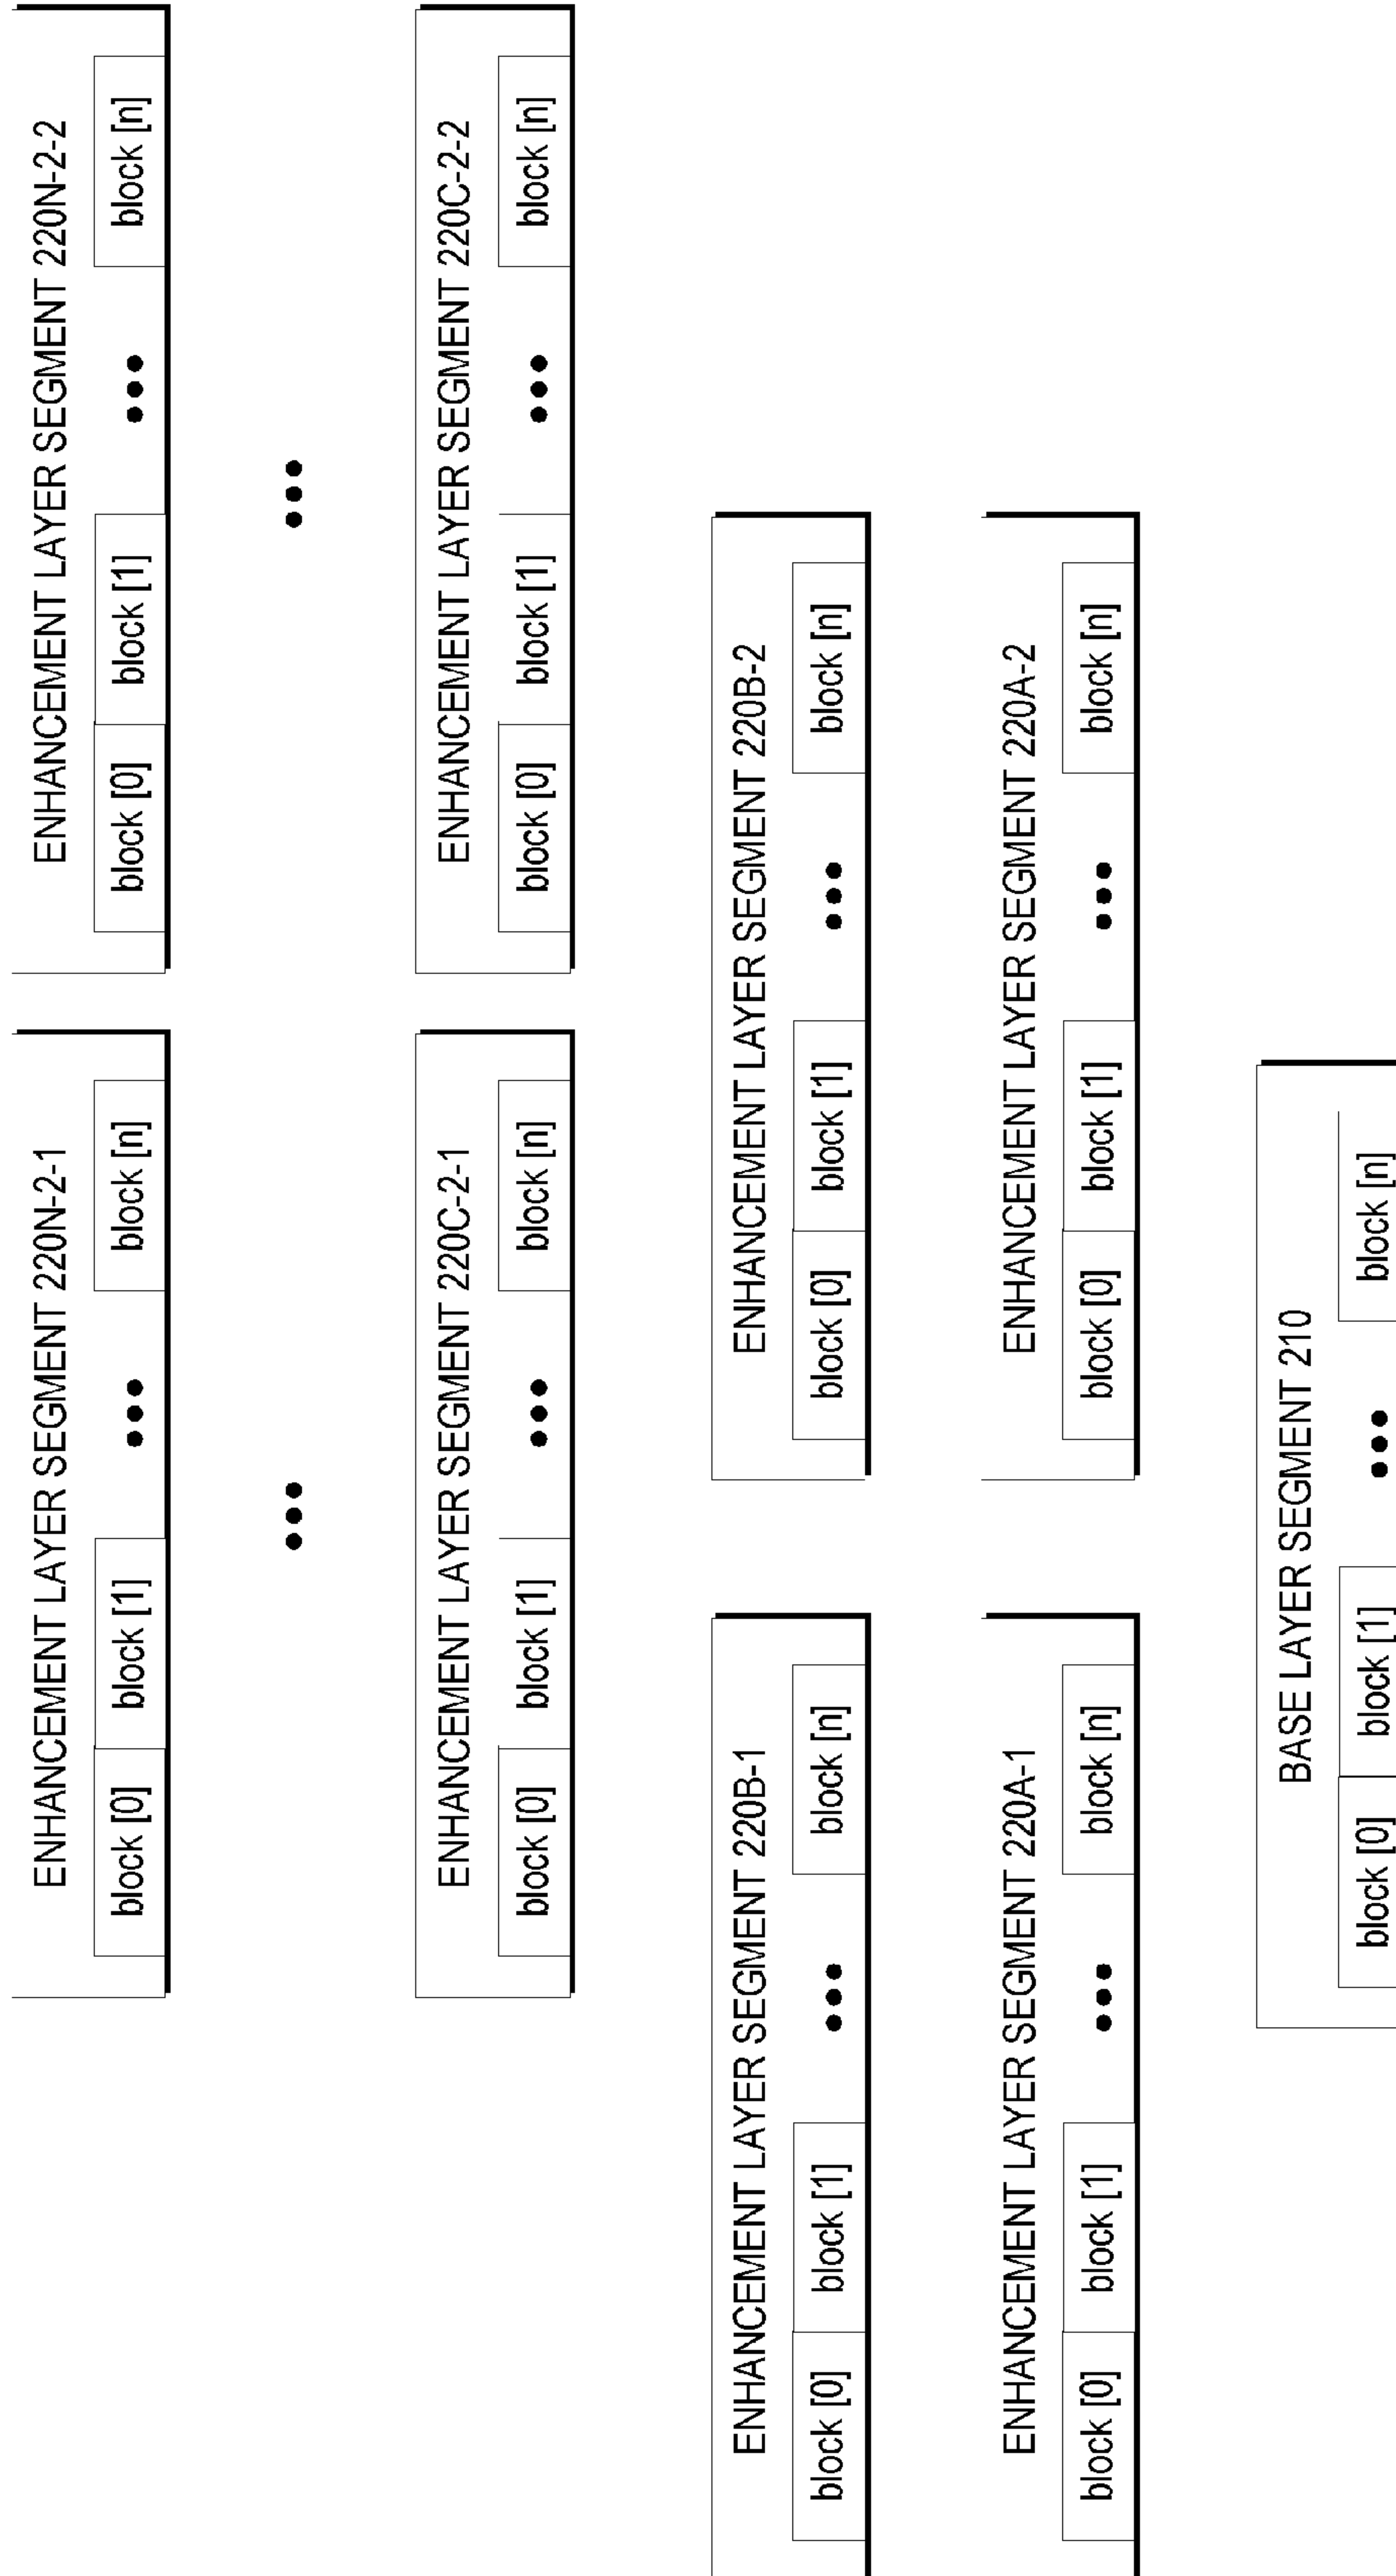 ENHANCEMENT LAYER SEGMENT 220N-2-1
block [0] block [1] ••• block [n]
ENHANCEMENT LAYER SEGMENT 220N-2-2
block [0] block [1] ••• block [n]
•••
•••
ENHANCEMENT LAYER SEGMENT 220C-2-1
block [0] block [1] ••• block [n]
ENHANCEMENT LAYER SEGMENT 220C-2-2
block [0] block [1] ••• block [n]
ENHANCEMENT LAYER SEGMENT 220B-1
block [0] block [1] ••• block [n]
ENHANCEMENT LAYER SEGMENT 220B-2
block [0] block [1] ••• block [n]
ENHANCEMENT LAYER SEGMENT 220A-1
block [0] block [1] ••• block [n]
ENHANCEMENT LAYER SEGMENT 220A-2
block [0] block [1] ••• block [n]
BASE LAYER SEGMENT 210
block [0] block [1] ••• block [n]